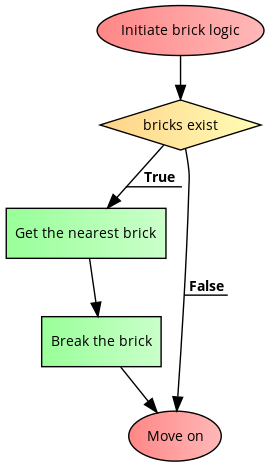 Initiate brick logic
bricks exist
True
Get the nearest brick
False
Break the brick
Move on